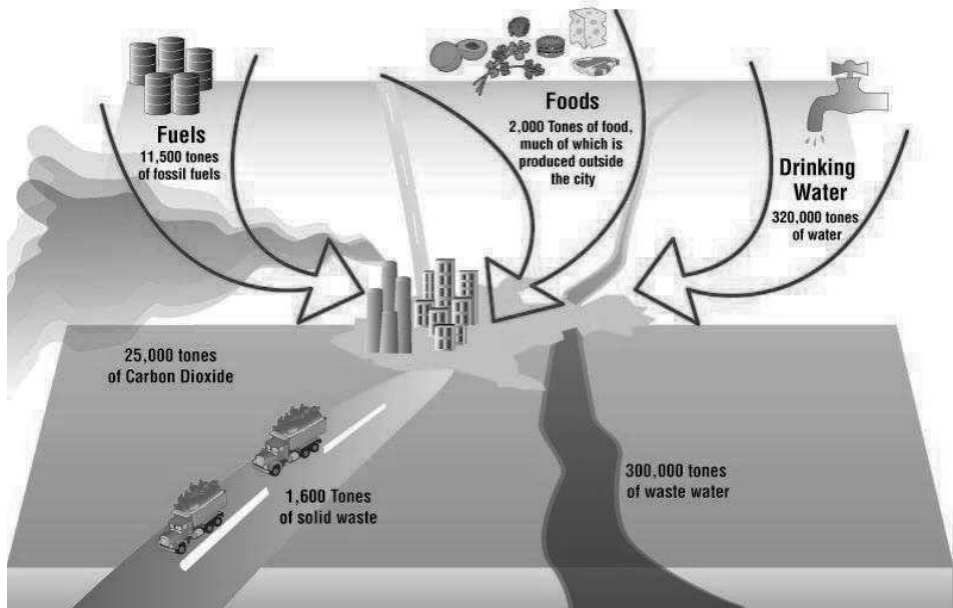 Fuels
11,500 tones
of fossil fuels
Foods
2,000 Tones of food,
much of which is
produced outside
the city
Drinking
Water
320,000 tones
of water
25,000 tones
of Carbon Dioxide
1,600 Tones
of solid waste
300,000 tones
of waste water